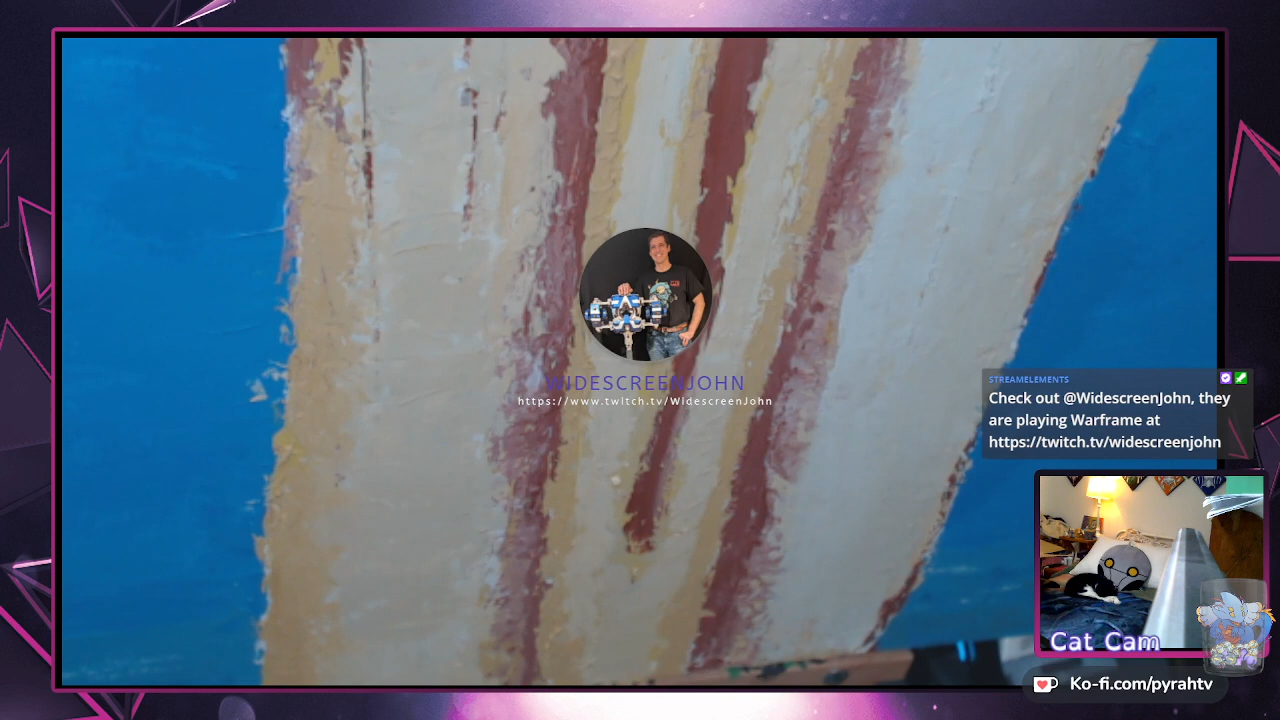 WIDESCREENJOHN
https://www.twitch.tv/WidescreenJohn
STREAMELEMENTS
Check out @WidescreenJohn, they
are playing Warframe at
https://twitch.tv/widescreenjohn
Cat Cam
Ko-fi.com/pyrahtv